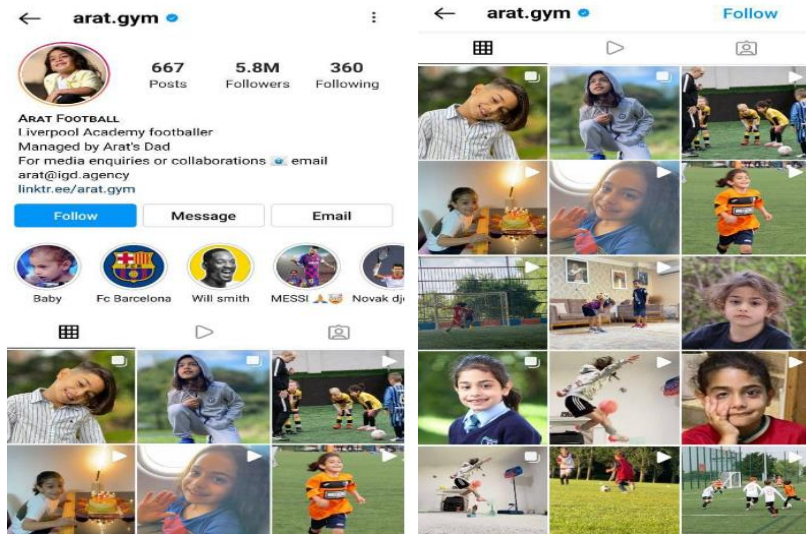 arat.gym
667 5.8M 360
Posts Followers Following
ARAT FOOTBALL
Liverpool Academy footballer
Managed by Arat's Dad
For media enquiries or collaborations 📧 email
arat@igd.agency
linktr.ee/arat.gym
Follow Message Email
Baby Fc Barcelona Will smith MESSI 🙏🤯 Novak dj
arat.gym Follow